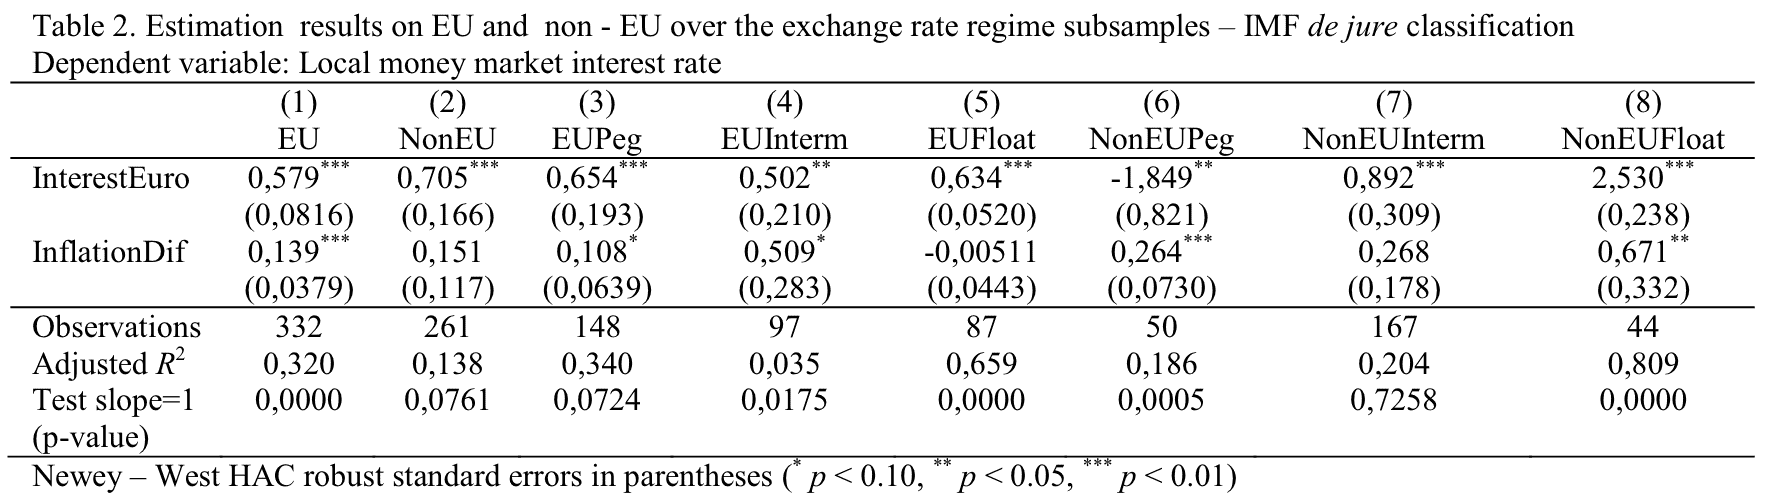 Table 2. Estimation  results on EU and  non - EU over the exchange rate regime subsamples – IMF de jure classification
Dependent variable: Local money market interest rate
(1) (2) (3) (4) (5) (6) (7) (8)
EU NonEU EUPeg EUInterm EUFloat NonEUPeg NonEUInterm NonEUFloat
InterestEuro 0,579*** 0,705*** 0,654*** 0,502** 0,634*** -1,849** 0,892*** 2,530***
(0,0816) (0,166) (0,193) (0,210) (0,0520) (0,821) (0,309) (0,238)
InflationDif 0,139*** 0,151 0,108* 0,509* -0,00511 0,264*** 0,268 0,671**
(0,0379) (0,117) (0,0639) (0,283) (0,0443) (0,0730) (0,178) (0,332)
Observations 332 261 148 97 87 50 167 44
Adjusted R² 0,320 0,138 0,340 0,035 0,659 0,186 0,204 0,809
Test slope=1 0,0000 0,0761 0,0724 0,0175 0,0000 0,0005 0,7258 0,0000
(p-value)
Newey – West HAC robust standard errors in parentheses (* p < 0.10, ** p < 0.05, *** p < 0.01)